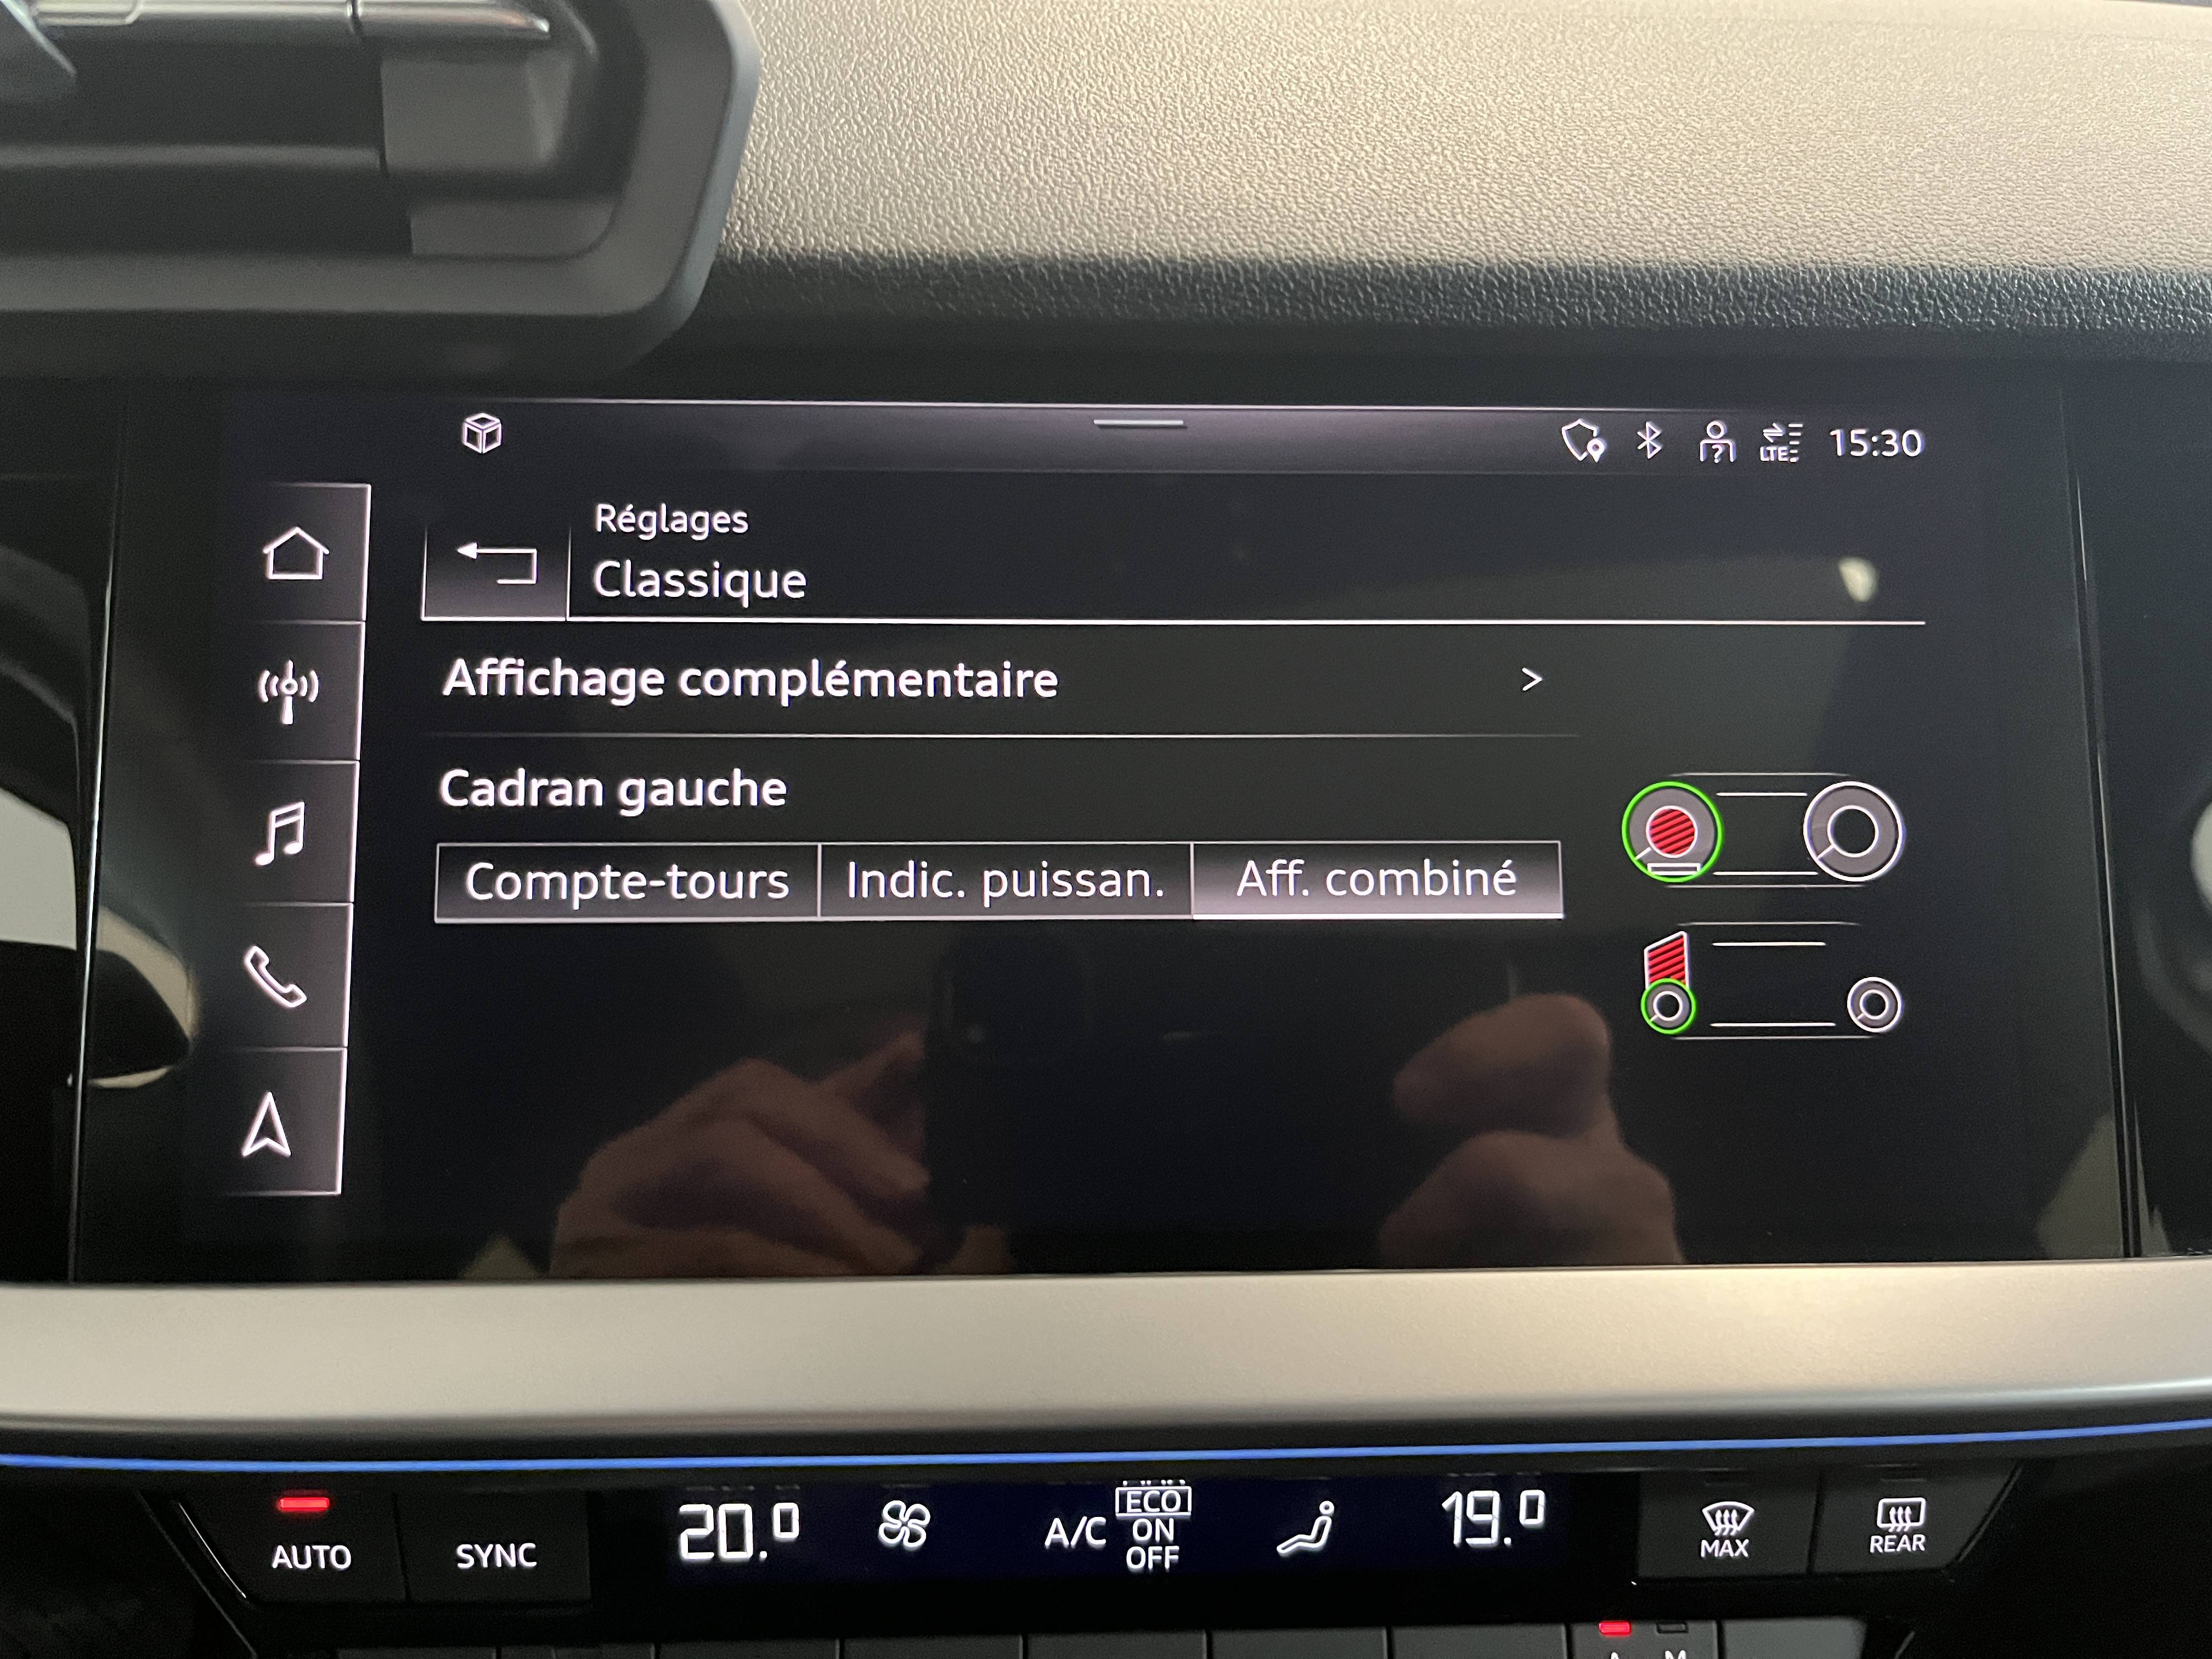 LTE 15:30
Réglages
Classique
Affichage complémentaire >
Cadran gauche
Compte-tours Indic. puissan. Aff. combiné
AUTO SYNC 20.0 A/C ECO ON OFF 19.0 MAX REAR